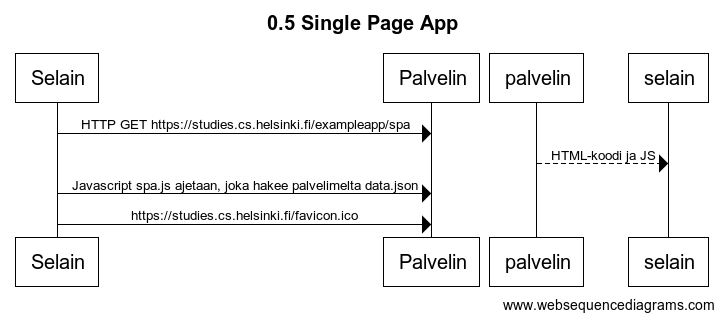 0.5 Single Page App
Selain
Palvelin
palvelin
selain
HTTP GET https://studies.cs.helsinki.fi/exampleapp/spa
HTML-koodi ja JS
Javascript spa.js ajetaan, joka hakee palvelimelta data.json
https://studies.cs.helsinki.fi/favicon.ico
Selain
Palvelin
palvelin
selain
www.websequencediagrams.com